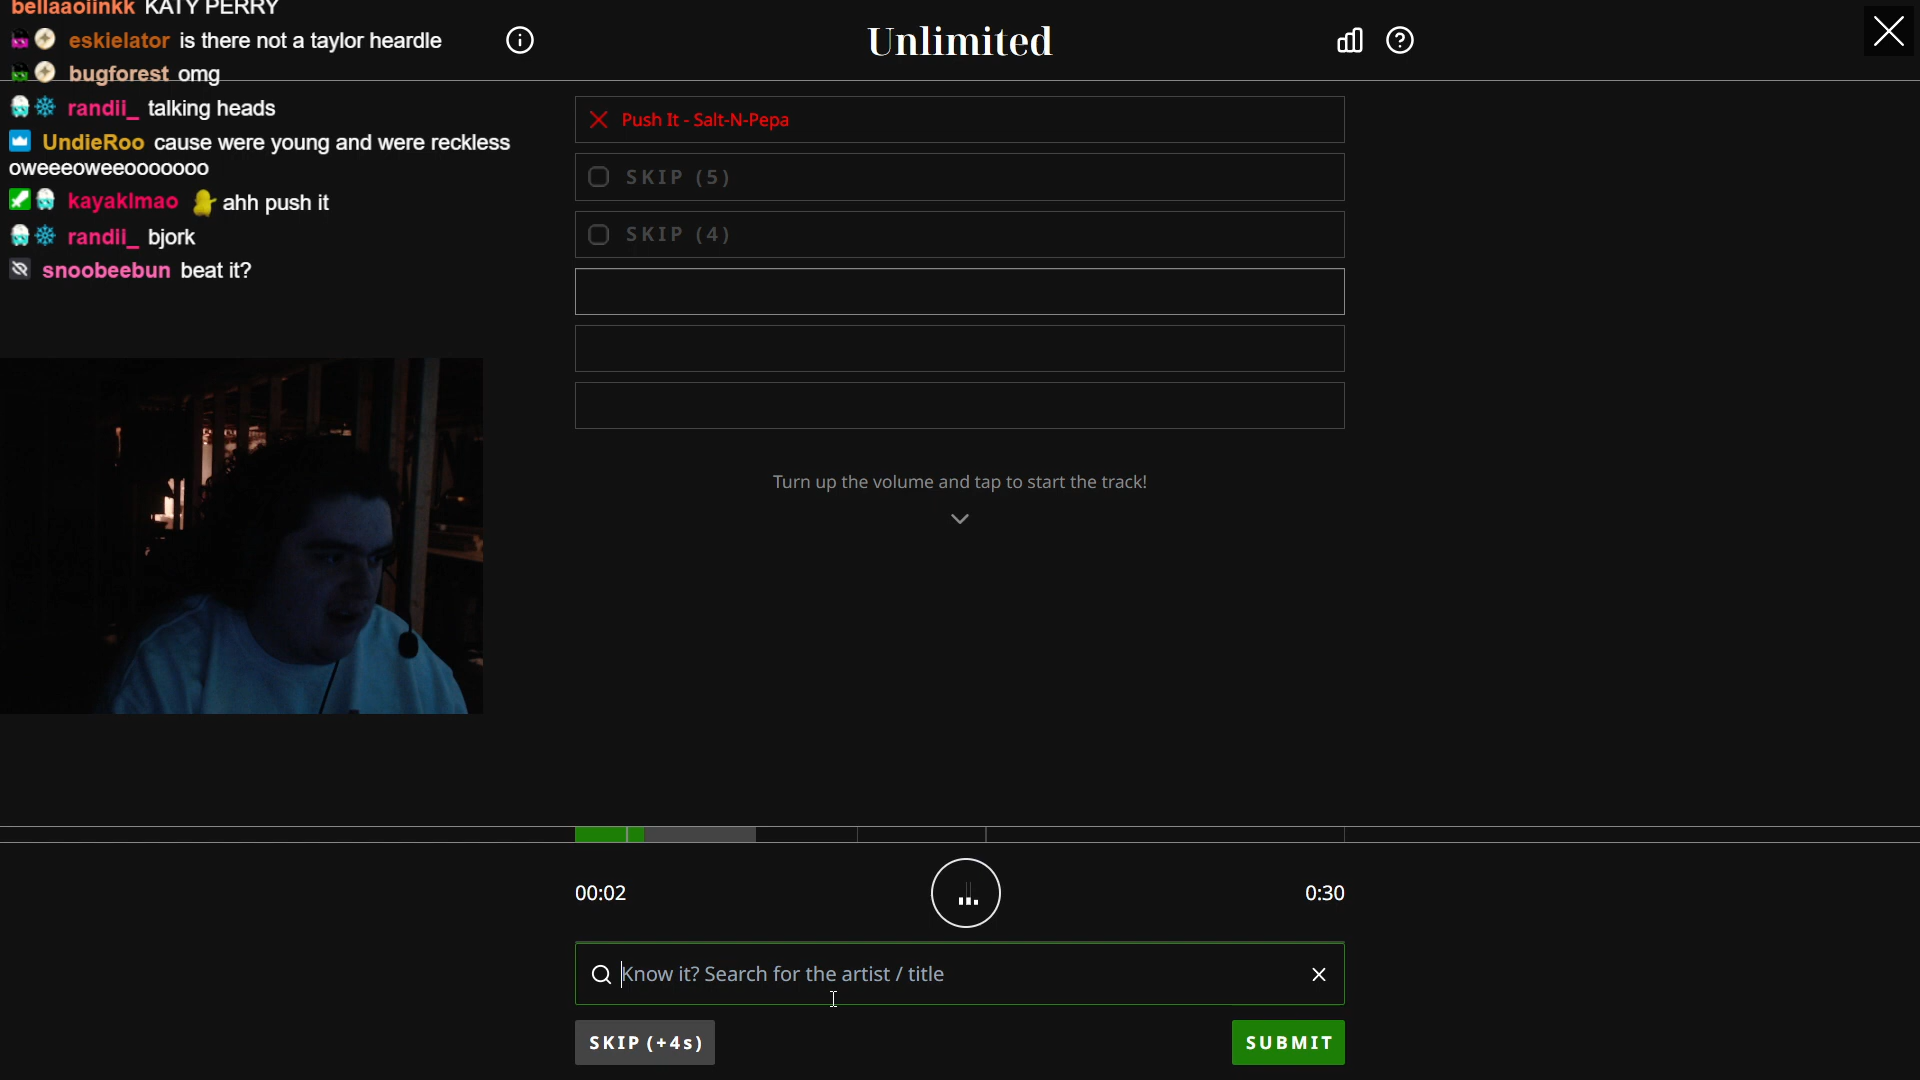 bellaaoiinkk KATY PERRY
eskielator is there not a taylor heardle
bugforest omg
randii_ talking heads
UndieRoo cause were young and were reckless
oweeeoweeooooooo
kayaklmao ahh push it
randii_ bjork
snoobeebun beat it?
Unlimited
Push It - Salt-N-Pepa
SKIP (5)
SKIP (4)
Turn up the volume and tap to start the track!
00:02
0:30
Know it? Search for the artist / title
SKIP (+4s)
SUBMIT